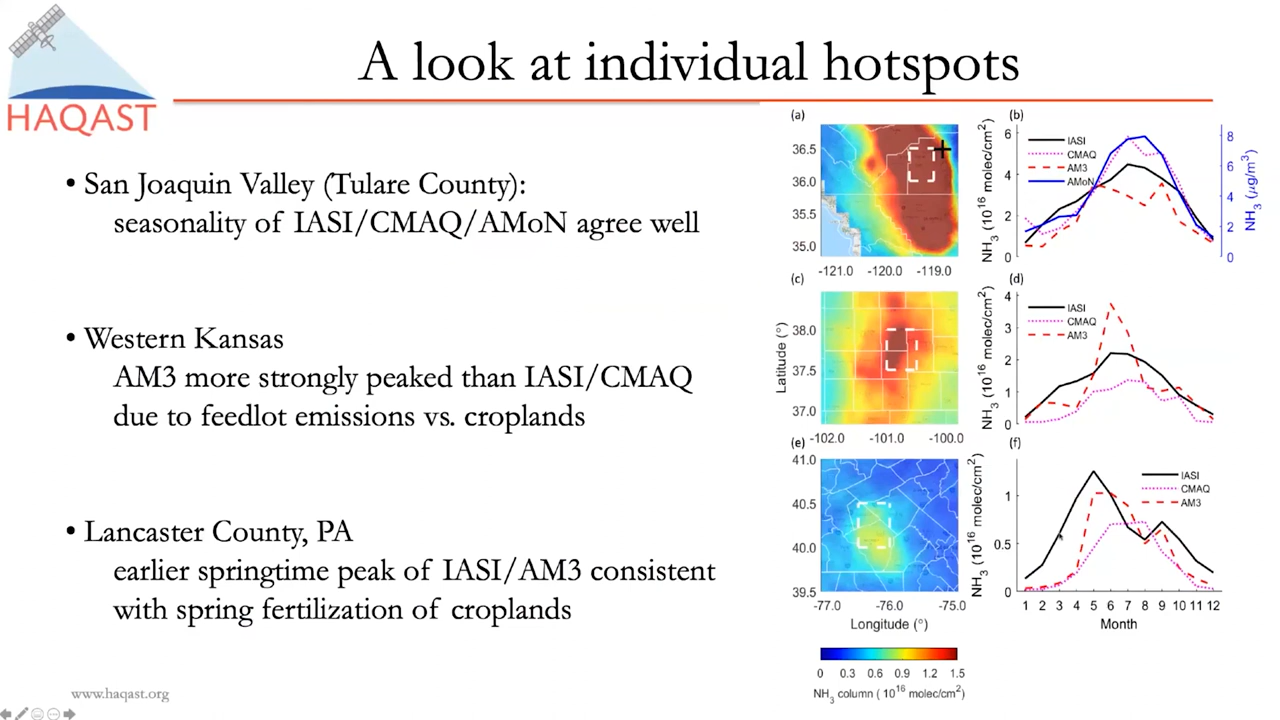 HAQAST
A look at individual hotspots
• San Joaquin Valley (Tulare County):
seasonality of IASI/CMAQ/AMoN agree well
• Western Kansas
AM3 more strongly peaked than IASI/CMAQ
due to feedlot emissions vs. croplands
• Lancaster County, PA
earlier springtime peak of IASI/AM3 consistent
with spring fertilization of croplands
www.haqast.org
(a)
36.5
36.0
35.5
35.0
-121.0 -120.0 -119.0
(b)
NH3 (10^16 molec/cm^2)
6
4
2
0
IASI
CMAQ
AM3
AMoN
8
6
4
2
0
NH3 (μg/m^3)
(c)
Latitude (°)
38.0
37.5
37.0
-102.0 -101.0 -100.0
(d)
NH3 (10^16 molec/cm^2)
4
3
2
1
0
IASI
CMAQ
AM3
(e)
41.0
40.5
40.0
39.5
-77.0 -76.0 -75.0
Longitude (°)
(f)
NH3 (10^16 molec/cm^2)
1
0.5
0
IASI
CMAQ
AM3
1 2 3 4 5 6 7 8 9 10 11 12
Month
0 0.3 0.6 0.9 1.2 1.5
NH3 column ( 10^16 molec/cm^2)